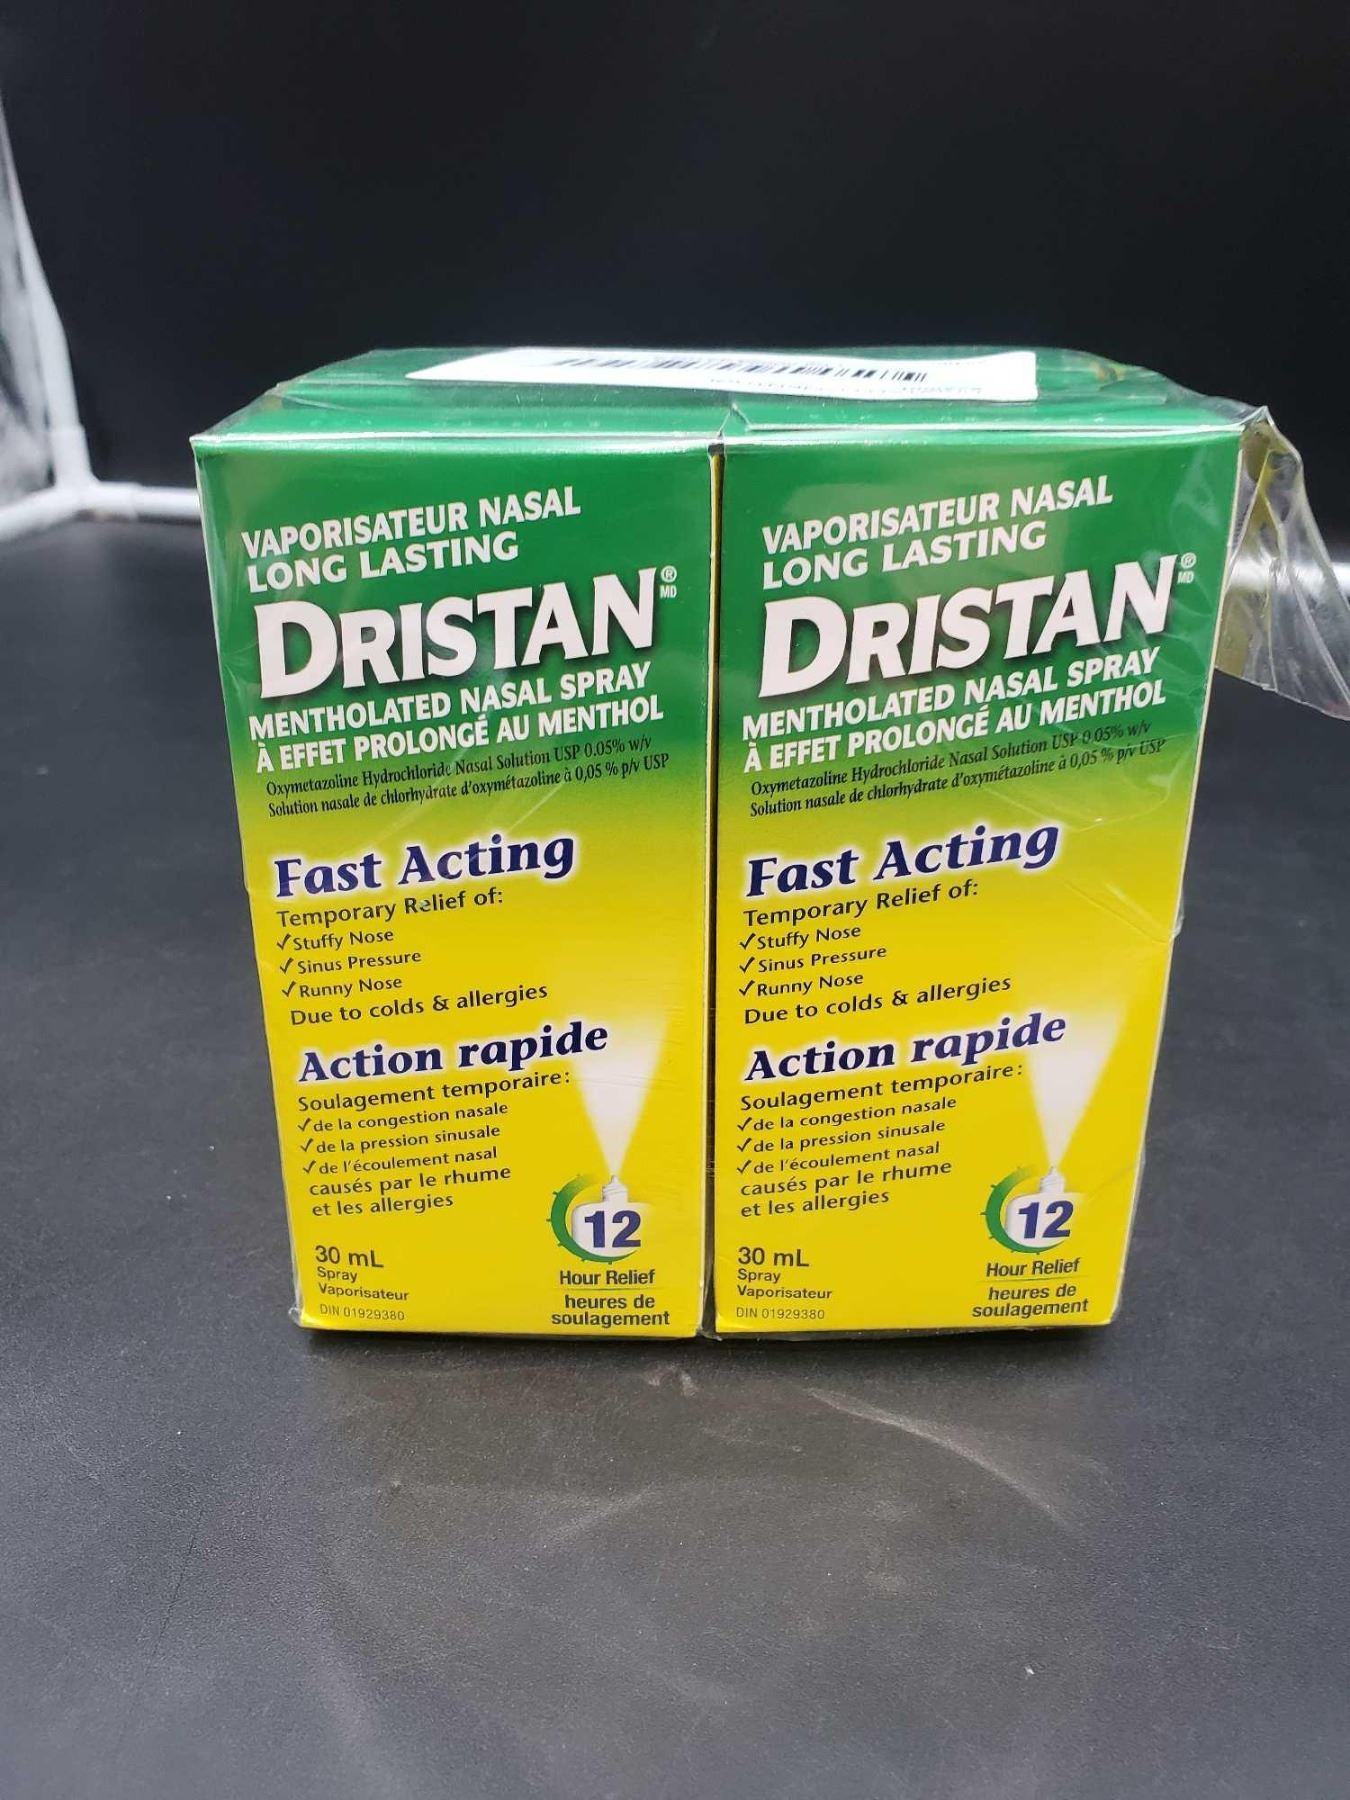 VAPORISATEUR NASAL
LONG LASTING
DRISTAN®
MD
MENTHOLATED NASAL SPRAY
À EFFET PROLONGÉ AU MENTHOL
Oxymetazoline Hydrochloride Nasal Solution USP 0.05% w/v
Solution nasale de chlorhydrate d'oxymétazoline à 0,05 % p/v USP
Fast Acting
Temporary Relief of:
✓Stuffy Nose
✓Sinus Pressure
✓Runny Nose
Due to colds & allergies
Action rapide
Soulagement temporaire:
✓de la congestion nasale
✓de la pression sinusale
✓de l'écoulement nasal
causés par le rhume
et les allergies
12
Hour Relief
heures de
soulagement
30 mL
Spray
Vaporisateur
DIN 01929380
VAPORISATEUR NASAL
LONG LASTING
DRISTAN®
MD
MENTHOLATED NASAL SPRAY
À EFFET PROLONGÉ AU MENTHOL
Oxymetazoline Hydrochloride Nasal Solution USP 0.05% w/v
Solution nasale de chlorhydrate d'oxymétazoline à 0,05 % p/v USP
Fast Acting
Temporary Relief of:
✓Stuffy Nose
✓Sinus Pressure
✓Runny Nose
Due to colds & allergies
Action rapide
Soulagement temporaire:
✓de la congestion nasale
✓de la pression sinusale
✓de l'écoulement nasal
causés par le rhume
et les allergies
12
Hour Relief
heures de
soulagement
30 mL
Spray
Vaporisateur
DIN 01929380